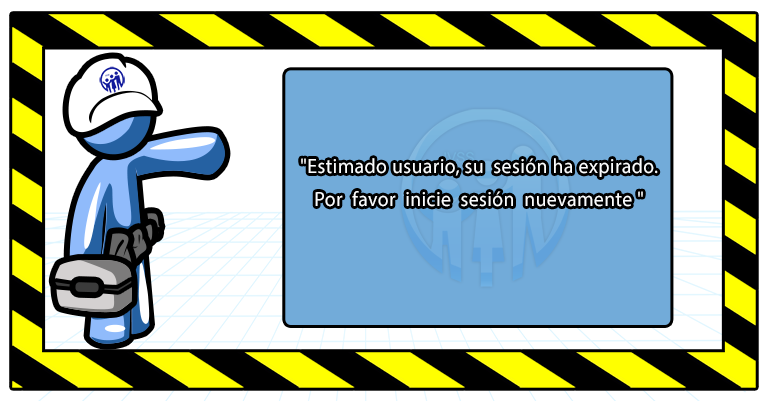 "Estimado usuario, su sesión ha expirado.
Por favor inicie sesión nuevamente"